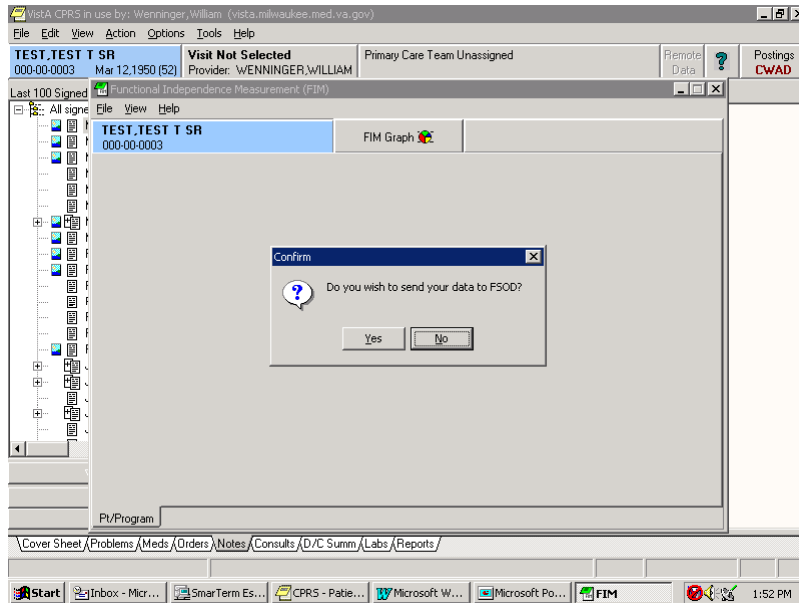 VistA CPRS in use by: Wenninger,William (vista.milwaukee.med.va.gov)
File Edit View Action Options Tools Help
TEST,TEST T SR
000-00-0003 Mar 12,1950 (52)
Visit Not Selected
Provider: WENNINGER,WILLIAM
Primary Care Team Unassigned
Remote
Data
?
Postings
CWAD
Last 100 Signed
All signe
Functional Independence Measurement (FIM)
File View Help
TEST,TEST T SR
000-00-0003
FIM Graph
Confirm
Do you wish to send your data to FSOD?
Yes No
Pt/Program
Cover Sheet Problems Meds Orders Notes Consults D/C Summ Labs Reports
Start Inbox - Micr... SmarTerm Es... CPRS - Patie... Microsoft W... Microsoft Po... FIM 1:52 PM